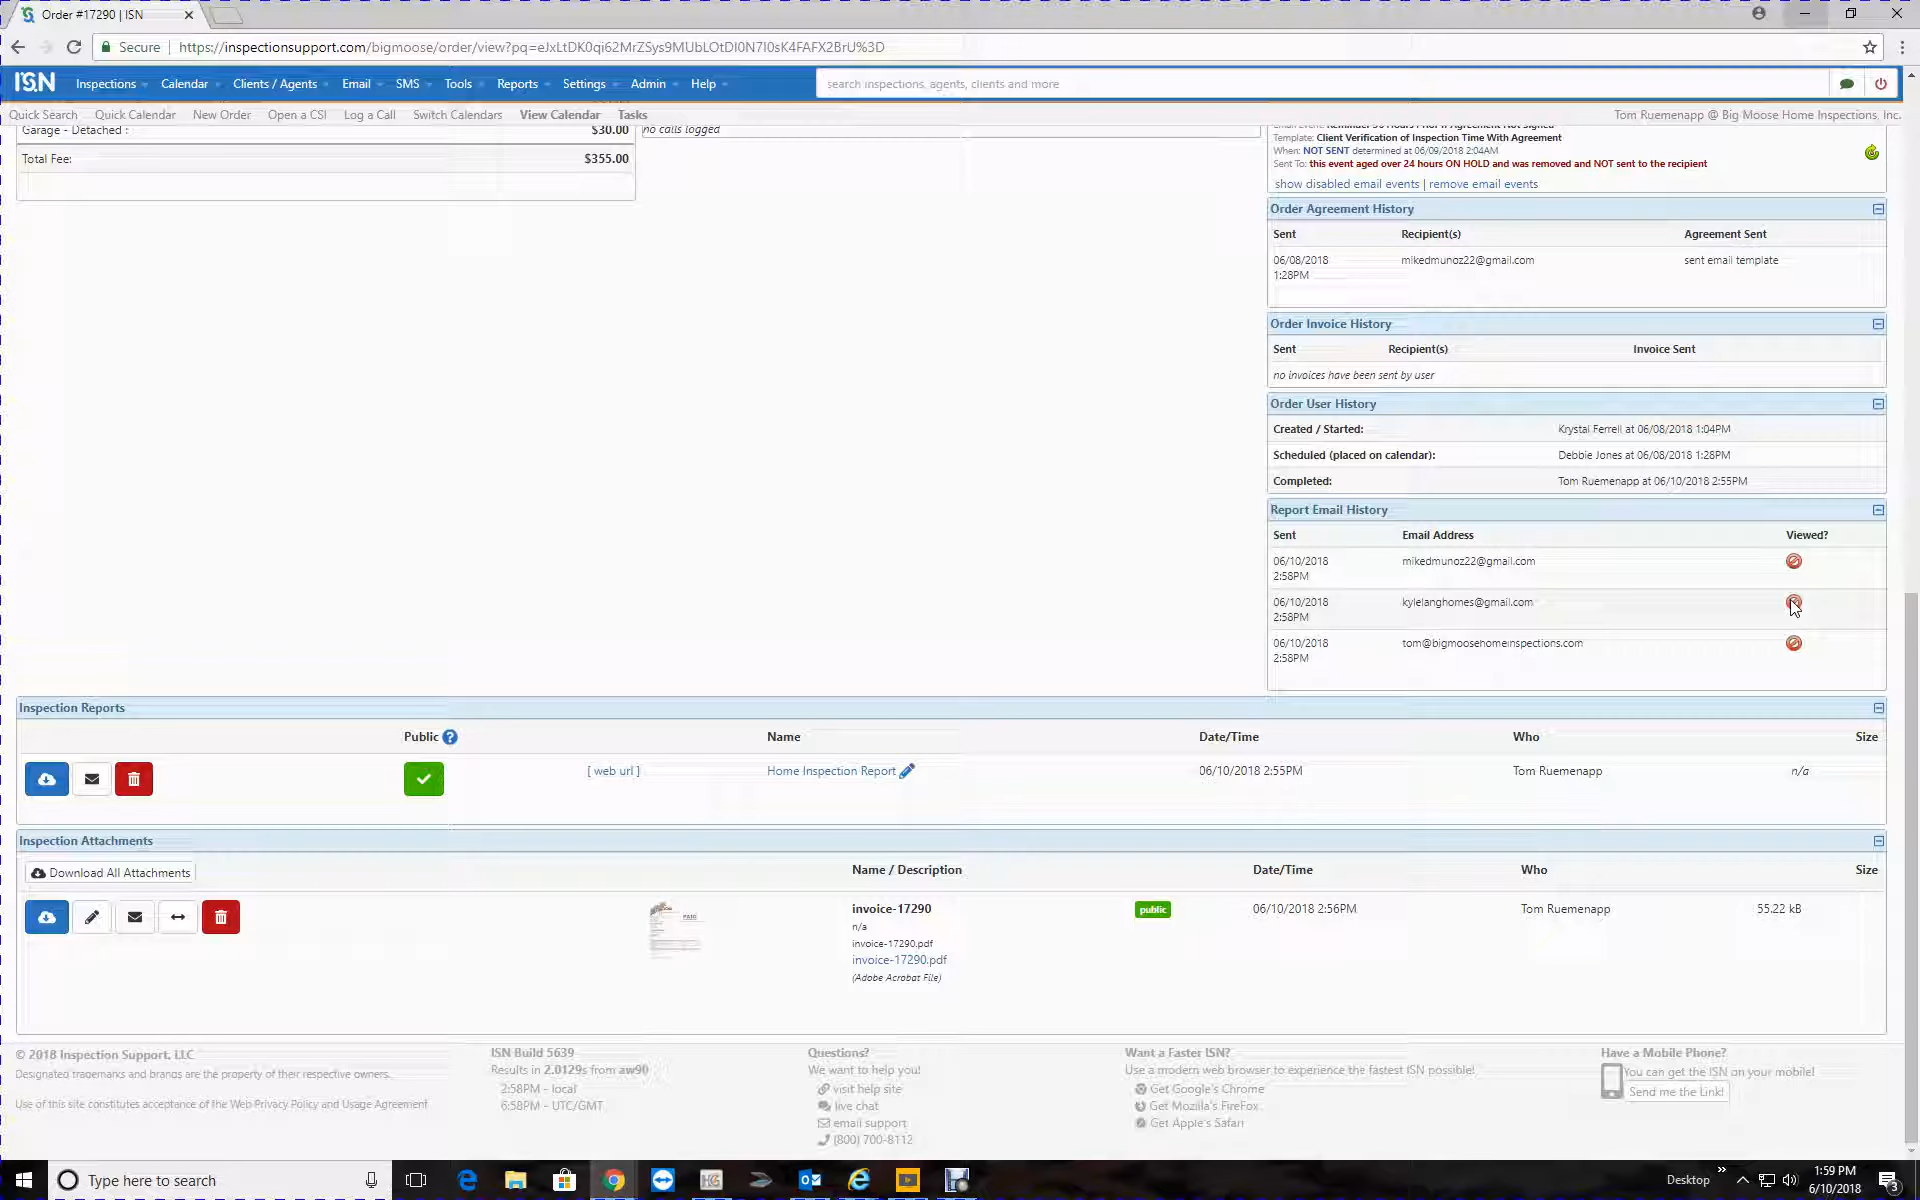 Order #17290 | ISN
Secure | https://inspectionsupport.com/bigmoose/order/view?pq=eJxLtDK0qi62MrZSys9MUbLOtDI0N7I0sK4FAFX2BrU%3D
ISN Inspections Calendar Clients / Agents Email SMS Tools Reports Settings Admin Help search inspections, agents, clients and more
Quick Search Quick Calendar New Order Open a CSI Log a Call Switch Calendars View Calendar Tasks Tom Ruemenapp @ Big Moose Home Inspections, Inc.
Garage - Detached : $30.00
Total Fee: $355.00
no calls logged
Template: Client Verification of Inspection Time With Agreement
When: NOT SENT determined at 06/09/2018 2:04AM
Sent To: this event aged over 24 hours ON HOLD and was removed and NOT sent to the recipient
show disabled email events | remove email events
Order Agreement History
Sent Recipient(s) Agreement Sent
06/08/2018 mikedmunoz22@gmail.com sent email template
1:28PM
Order Invoice History
Sent Recipient(s) Invoice Sent
no invoices have been sent by user
Order User History
Created / Started: Krystal Ferrell at 06/08/2018 1:04PM
Scheduled (placed on calendar): Debbie Jones at 06/08/2018 1:28PM
Completed: Tom Ruemenapp at 06/10/2018 2:55PM
Report Email History
Sent Email Address Viewed?
06/10/2018 mikedmunoz22@gmail.com
2:58PM
06/10/2018 kylelanghomes@gmail.com
2:58PM
06/10/2018 tom@bigmoosehomeinspections.com
2:58PM
Inspection Reports
Public ? Name Date/Time Who Size
[ web url ] Home Inspection Report 06/10/2018 2:55PM Tom Ruemenapp n/a
Inspection Attachments
Download All Attachments
Name / Description Date/Time Who Size
invoice-17290 public 06/10/2018 2:56PM Tom Ruemenapp 55.22 kB
n/a
invoice-17290.pdf
invoice-17290.pdf
(Adobe Acrobat File)
© 2018 Inspection Support, LLC
Designated trademarks and brands are the property of their respective owners.
Use of this site constitutes acceptance of the Web Privacy Policy and Usage Agreement
ISN Build 5639
Results in 2.0129s from aw90
2:58PM - local
6:58PM - UTC/GMT
Questions?
We want to help you!
visit help site
live chat
email support
(800) 700-8112
Want a Faster ISN?
Use a modern web browser to experience the fastest ISN possible!
Get Google's Chrome
Get Mozilla's FireFox
Get Apple's Safari
Have a Mobile Phone?
You can get the ISN on your mobile!
Send me the Link!
Type here to search
Desktop
1:59 PM
6/10/2018
3